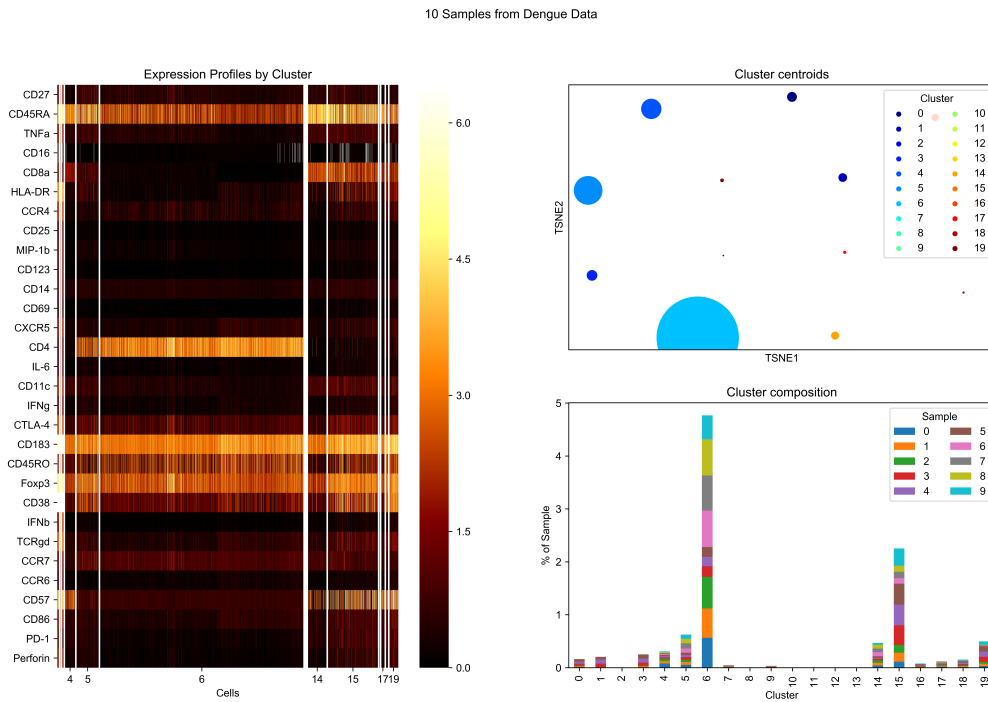 10 Samples from Dengue Data
Expression Profiles by Cluster
CD27
CD45RA
TNFa
CD16
CD8a
HLA-DR
CCR4
CD25
MIP-1b
CD123
CD14
CD69
CXCR5
CD4
IL-6
CD11c
IFNg
CTLA-4
CD183
CD45RO
Foxp3
CD38
IFNb
TCRgd
CCR7
CCR6
CD57
CD86
PD-1
Perforin
4 5 6 14 15 17 19
Cells
6.0
4.5
3.0
1.5
0.0
Cluster centroids
TSNE2
TSNE1
Cluster
0 10
1 11
2 12
3 13
4 14
5 15
6 16
7 17
8 18
9 19
Cluster composition
% of Sample
5
4
3
2
1
0
0 1 2 3 4 5 6 7 8 9 10 11 12 13 14 15 16 17 18 19
Cluster
Sample
0 5
1 6
2 7
3 8
4 9